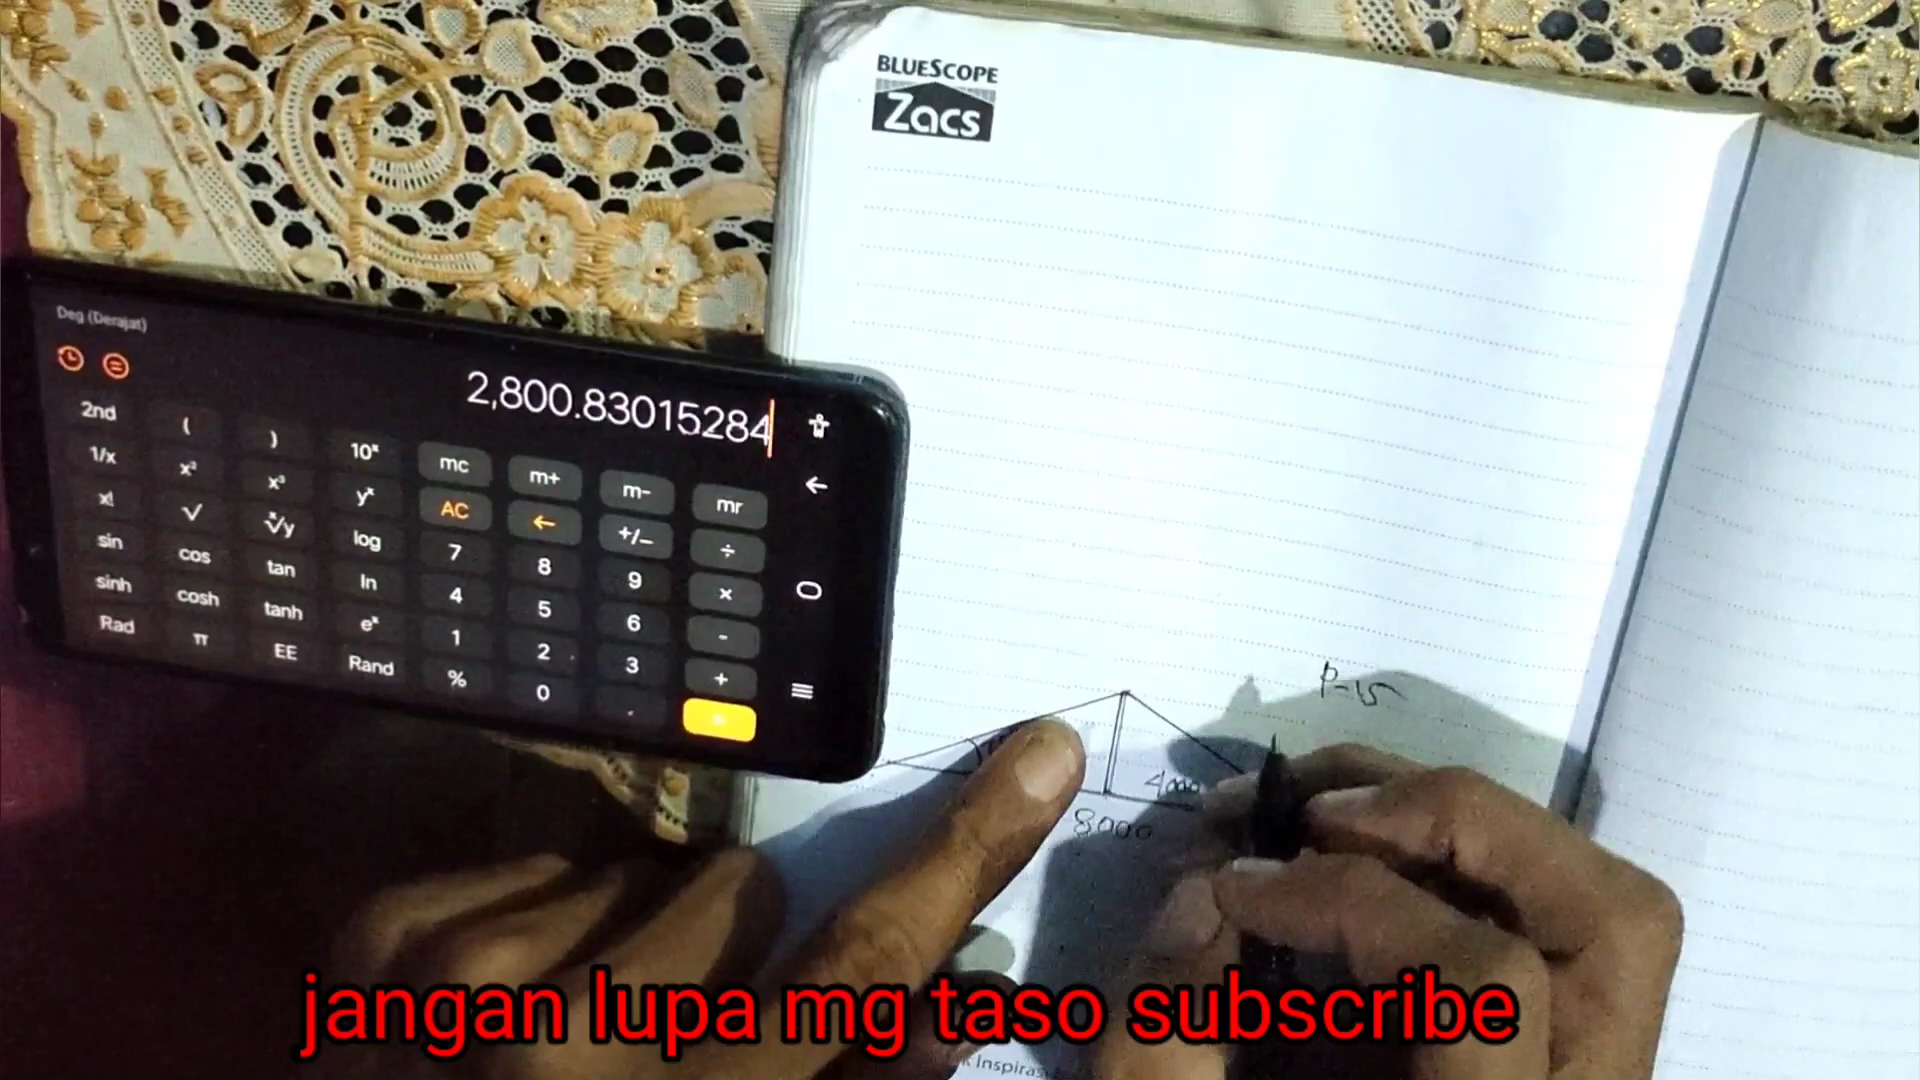 BLUESCOPE
Zacs
Deg (Derajat)
2,800.83015284
2nd ( ) 10ˣ mc m+ m- mr
1/x x² x³ yˣ AC ← +/− ÷
x! √ ˣ√y log 7 8 9 ×
sin cos tan ln 4 5 6 -
sinh cosh tanh eˣ 1 2 3 +
Rad π EE Rand % 0 . =
4000
8000
jangan lupa mg taso subscribe
Inspiras